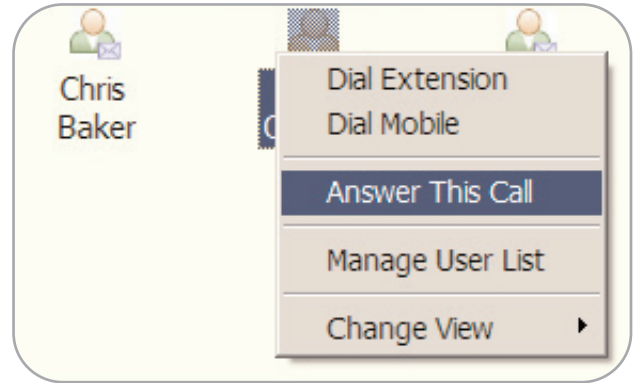 Chris
Baker
Dial Extension
Dial Mobile
Answer This Call
Manage User List
Change View